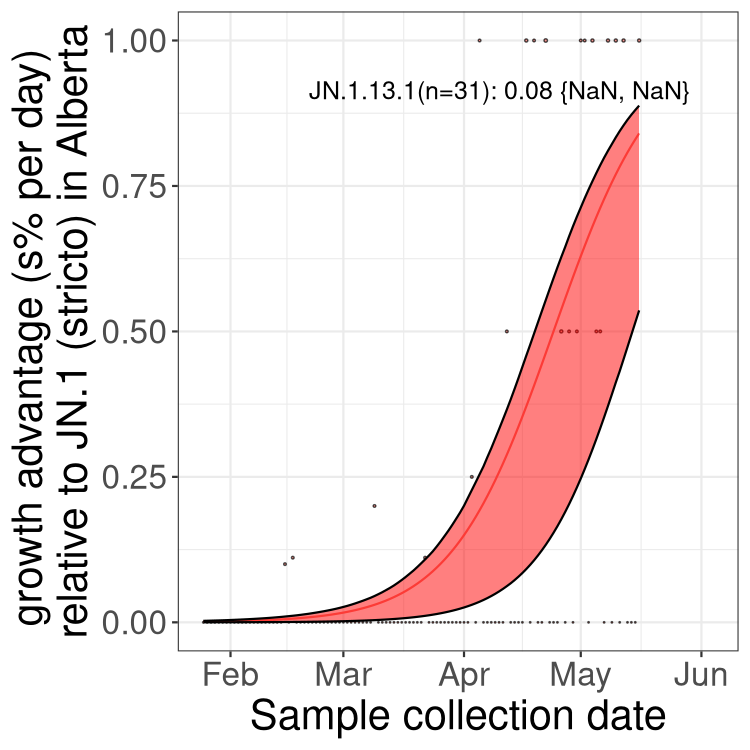 growth advantage (s% per day)
relative to JN.1 (stricto) in Alberta
1.00
0.75
0.50
0.25
0.00
JN.1.13.1(n=31): 0.08 {NaN, NaN}
Feb Mar Apr May Jun
Sample collection date